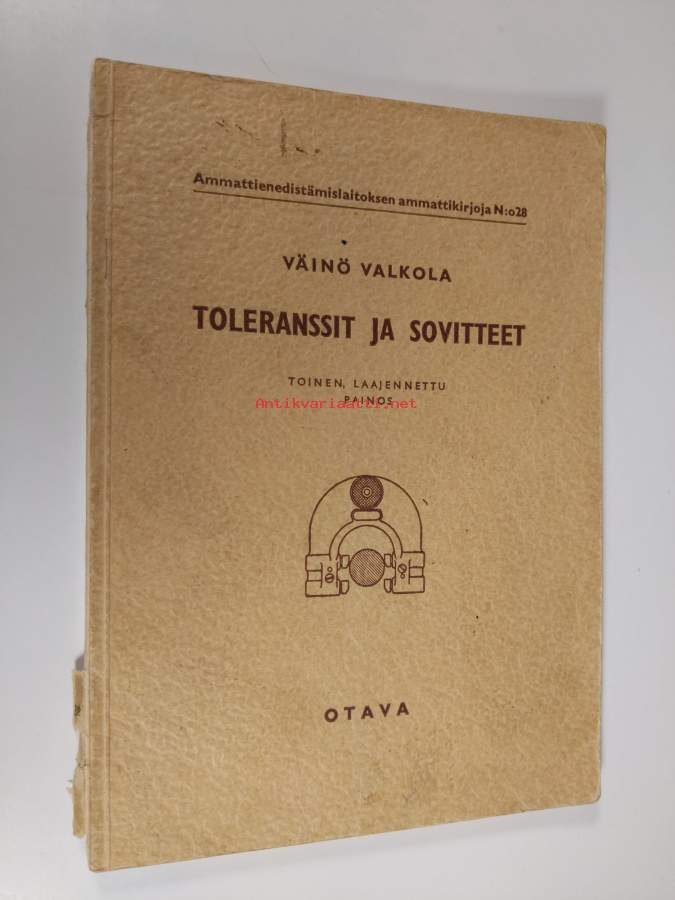 Ammattienedistämislaitoksen ammattikirjoja N:o28
VÄINÖ VALKOLA
TOLERANSSIT JA SOVITTEET
TOINEN, LAAJENNETTU
PAINOS
Antikvariaatti.net
OTAVA